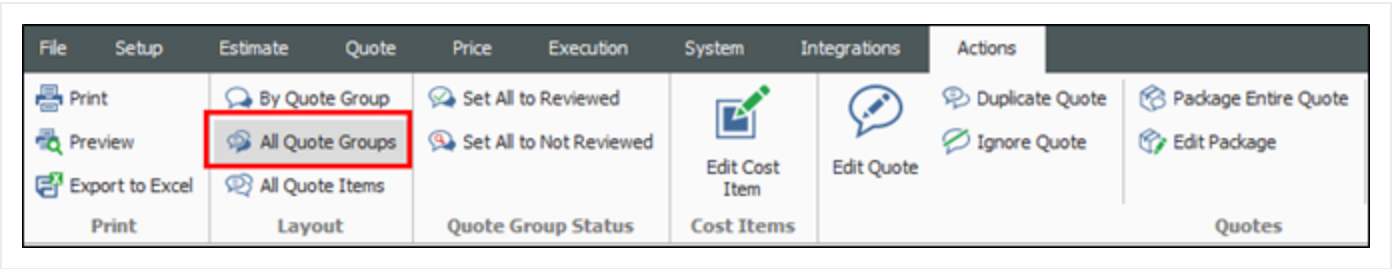 File Setup Estimate Quote Price Execution System Integrations Actions
Print By Quote Group Set All to Reviewed Duplicate Quote Package Entire Quote
Preview All Quote Groups Set All to Not Reviewed Ignore Quote Edit Package
Edit Cost Edit Quote
Item
Export to Excel All Quote Items
Print Layout Quote Group Status Cost Items Quotes